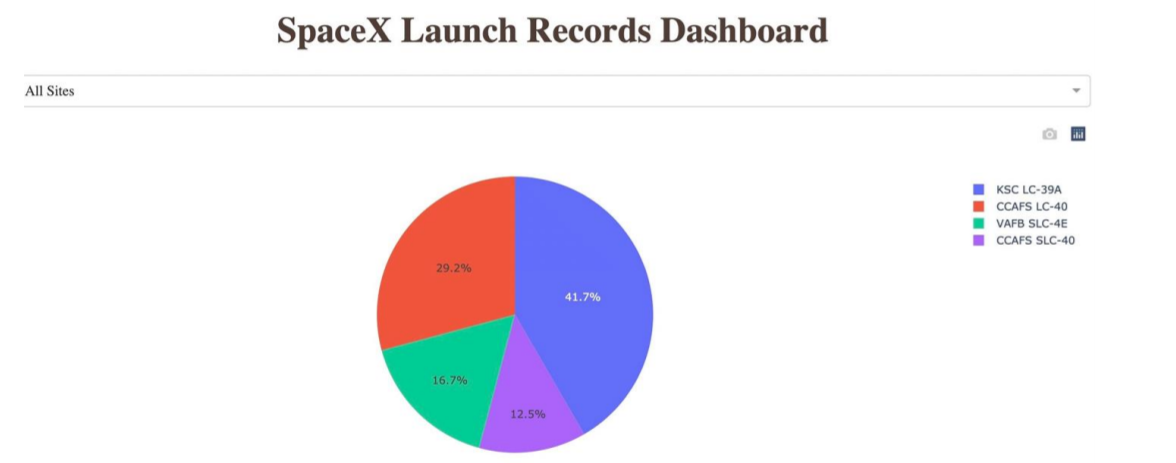 SpaceX Launch Records Dashboard
All Sites
KSC LC-39A
CCAFS LC-40
VAFB SLC-4E
CCAFS SLC-40
29.2%
41.7%
16.7%
12.5%